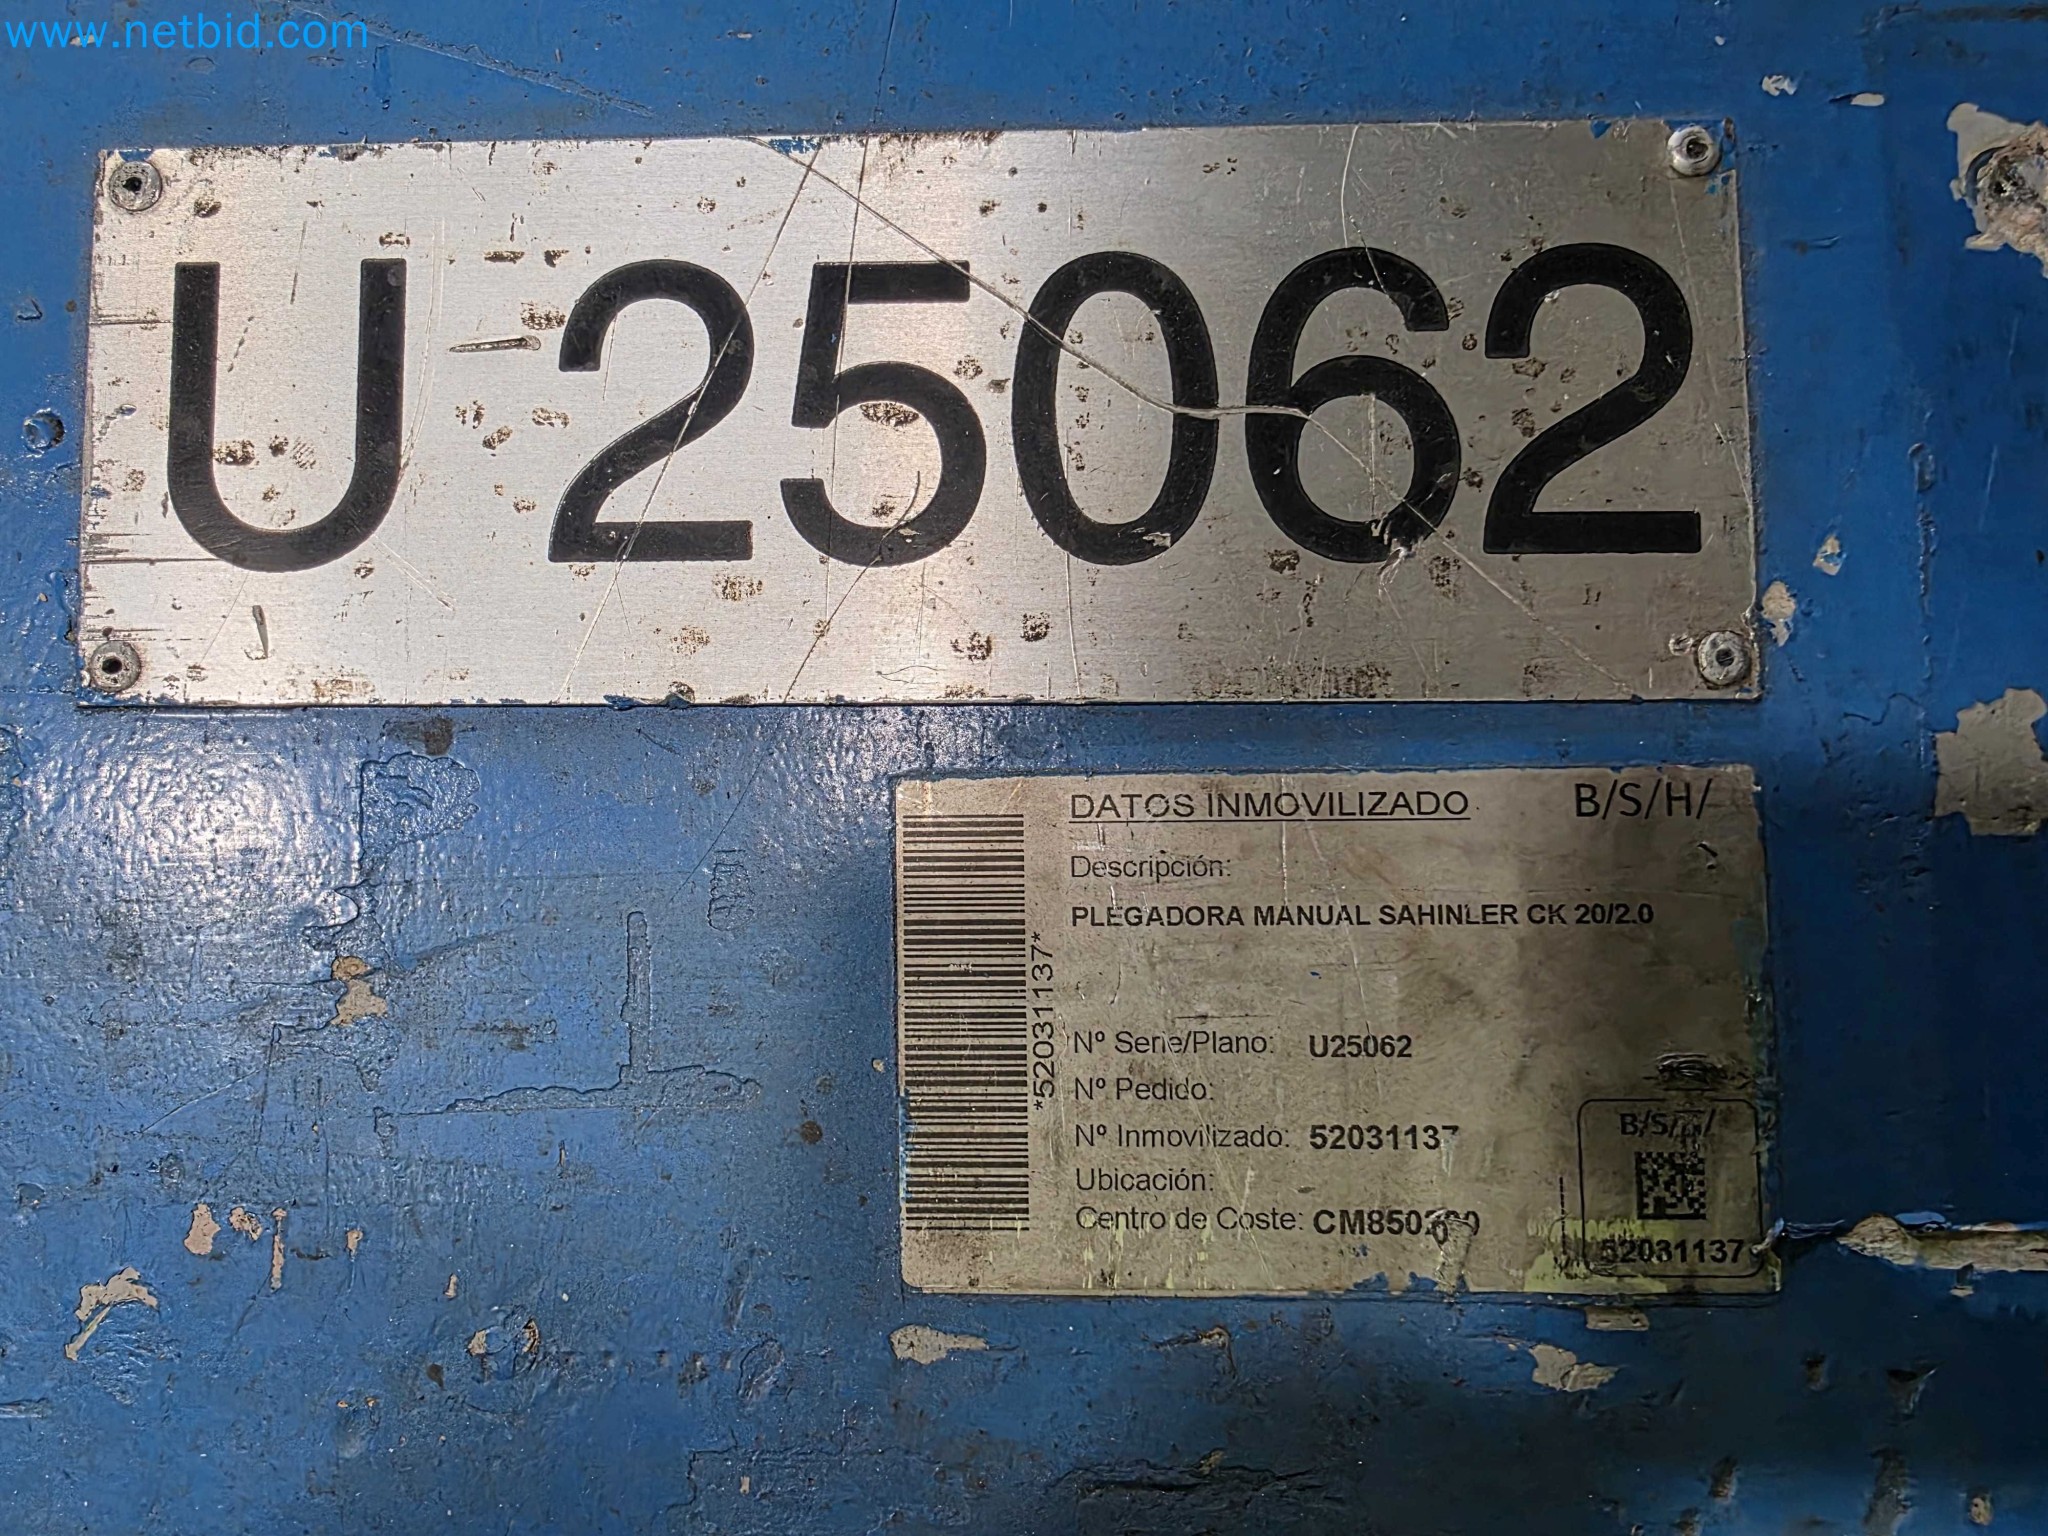 www.netbid.com
U 25062
DATOS INMOVILIZADO B/S/H/
Descripción:
PLEGADORA MANUAL SAHINLER CK 20/2.0
*52031137*
Nº Serie/Plano: U25062
Nº Pedido:
Nº Inmovilizado: 52031137
Ubicación:
Centro de Coste:
B/S/H/
52031137